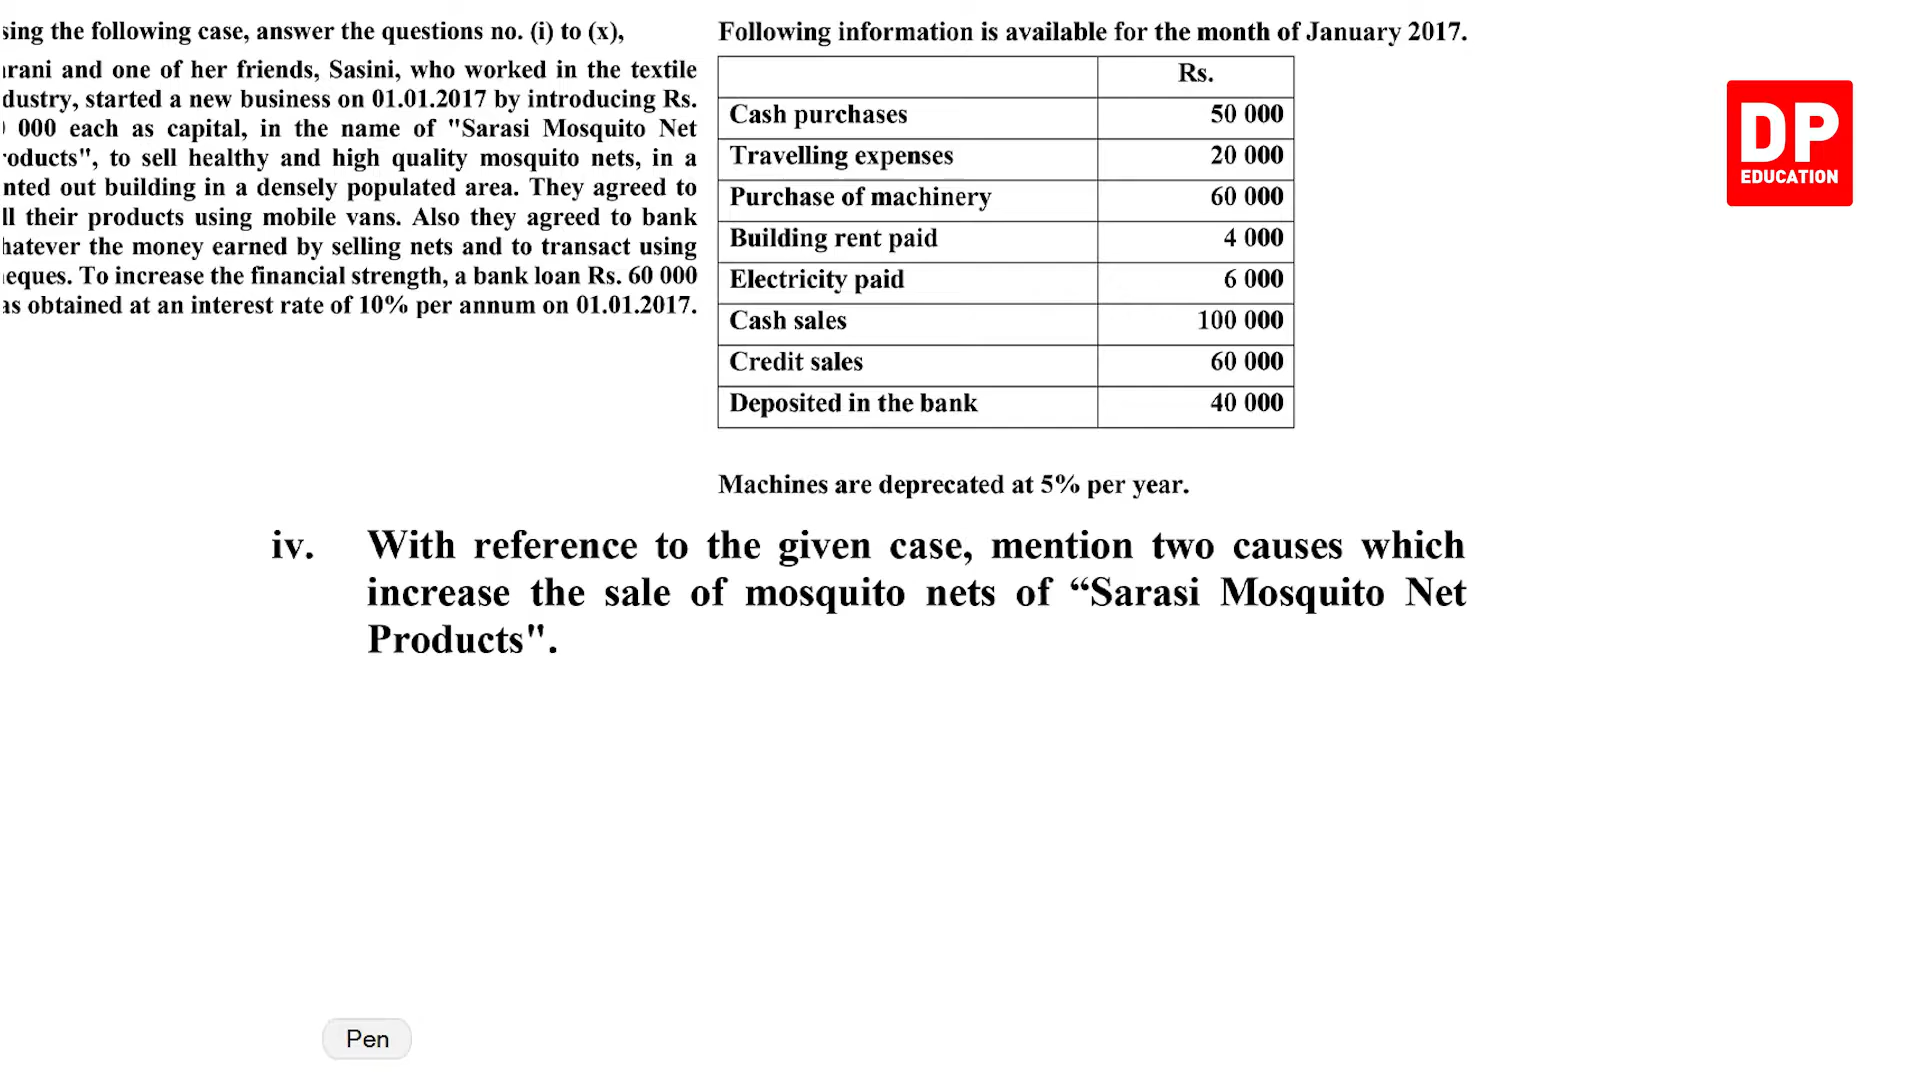 sing the following case, answer the questions no. (i) to (x),
rani and one of her friends, Sasini, who worked in the textile
dustry, started a new business on 01.01.2017 by introducing Rs.
000 each as capital, in the name of "Sarasi Mosquito Net
roducts", to sell healthy and high quality mosquito nets, in a
nted out building in a densely populated area. They agreed to
ll their products using mobile vans. Also they agreed to bank
hatever the money earned by selling nets and to transact using
eques. To increase the financial strength, a bank loan Rs. 60 000
as obtained at an interest rate of 10% per annum on 01.01.2017.
Following information is available for the month of January 2017.
Rs.
Cash purchases 50 000
Travelling expenses 20 000
Purchase of machinery 60 000
Building rent paid 4 000
Electricity paid 6 000
Cash sales 100 000
Credit sales 60 000
Deposited in the bank 40 000
Machines are deprecated at 5% per year.
DP
EDUCATION
iv. With reference to the given case, mention two causes which
increase the sale of mosquito nets of “Sarasi Mosquito Net
Products".
Pen